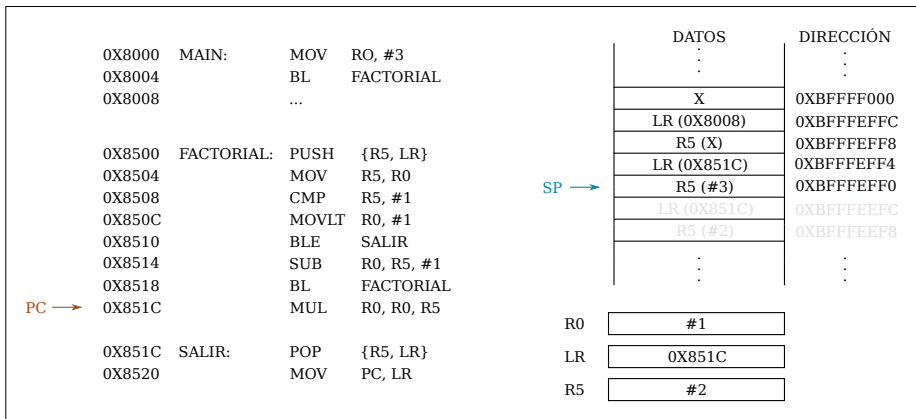 0X8000 MAIN: MOV RO, #3
0X8004 BL FACTORIAL
0X8008 ...
0X8500 FACTORIAL: PUSH {R5, LR}
0X8504 MOV R5, R0
0X8508 CMP R5, #1
0X850C MOVLT R0, #1
0X8510 BLE SALIR
0X8514 SUB R0, R5, #1
0X8518 BL FACTORIAL
PC 0X851C MUL R0, R0, R5
0X851C SALIR: POP {R5, LR}
0X8520 MOV PC, LR
DATOS DIRECCIÓN
X 0XBFFFF000
LR (0X8008) 0XBFFFEFFC
R5 (X) 0XBFFFEFF8
LR (0X851C) 0XBFFFEFF4
SP R5 (#3) 0XBFFFEFF0
LR (0X851C) 0XBFFFEEFC
R5 (#2) 0XBFFFEEF8
R0 #1
LR 0X851C
R5 #2